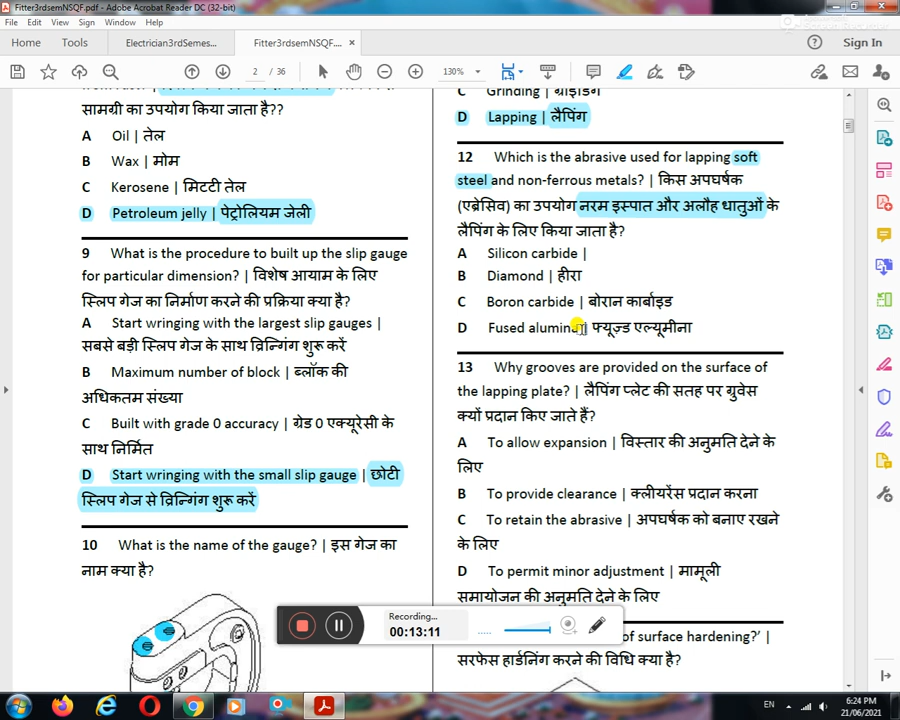 Fitter3rdsemNSQF.pdf - Adobe Acrobat Reader DC (32-bit)
File Edit View Sign Window Help
Home Tools Electrician3rdSemes... Fitter3rdsemNSQF.... × Sign In
2 / 36 130%
सामग्री का उपयोग किया जाता है??
A Oil | तेल
B Wax | मोम
C Kerosene | मिटटी तेल
D Petroleum jelly | पेट्रोलियम जेली
9 What is the procedure to built up the slip gauge
for particular dimension? | विशेष आयाम के लिए
स्लिप गेज का निर्माण करने की प्रक्रिया क्या है?
A Start wringing with the largest slip gauges |
सबसे बड़ी स्लिप गेज के साथ व्रिन्गिंग शुरू करें
B Maximum number of block | ब्लॉक की
अधिकतम संख्या
C Built with grade 0 accuracy | ग्रेड 0 एक्यूरेसी के
साथ निर्मित
D Start wringing with the small slip gauge | छोटी
स्लिप गेज से व्रिन्गिंग शुरू करें
10 What is the name of the gauge? | इस गेज का
नाम क्या है?
C Grinding | ग्राइंडिंग
D Lapping | लैपिंग
12 Which is the abrasive used for lapping soft
steel and non-ferrous metals? | किस अपघर्षक
(एब्रेसिव) का उपयोग नरम इस्पात और अलौह धातुओं के
लैपिंग के लिए किया जाता है?
A Silicon carbide |
B Diamond | हीरा
C Boron carbide | बोरान कार्बाइड
D Fused alumina | फ्यूज्ड एल्यूमीना
13 Why grooves are provided on the surface of
the lapping plate? | लैपिंग प्लेट की सतह पर ग्रुवेस
क्यों प्रदान किए जाते हैं?
A To allow expansion | विस्तार की अनुमति देने के
लिए
B To provide clearance | क्लीयरेंस प्रदान करना
C To retain the abrasive | अपघर्षक को बनाए रखने
के लिए
D To permit minor adjustment | मामूली
समायोजन की अनुमति देने के लिए
of surface hardening?' |
सरफेस हार्डनिंग करने की विधि क्या है?
Recording...
00:13:11
EN 6:24 PM
21/06/2021